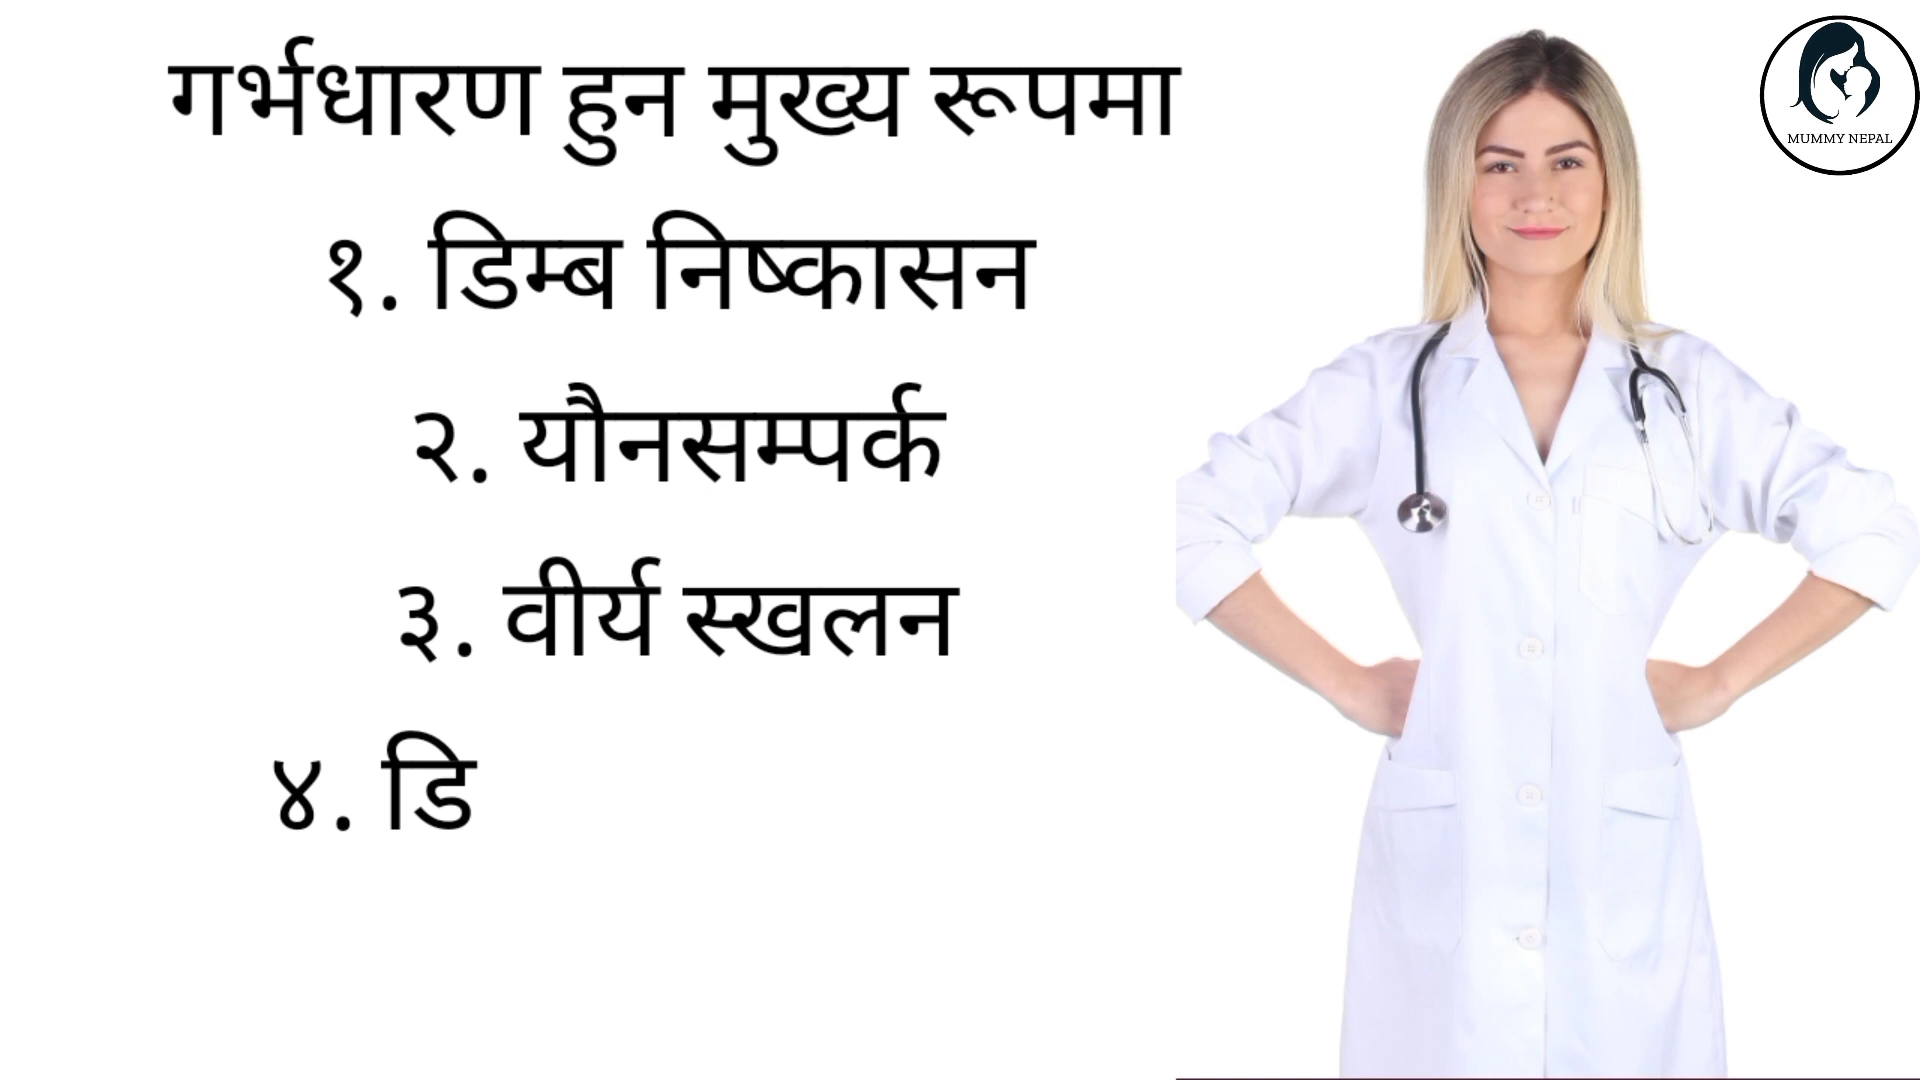 गर्भधारण हुन मुख्य रूपमा
१. डिम्ब निष्कासन
२. यौनसम्पर्क
३. वीर्य स्खलन
४. डि
MUMMY NEPAL